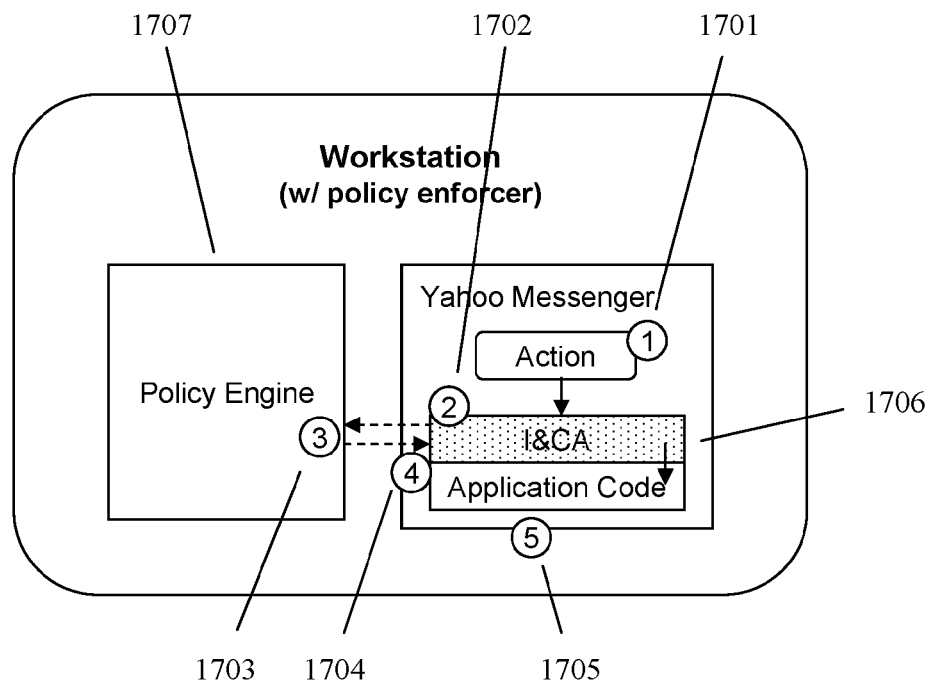 1707
1702
1701
Workstation
(w/ policy enforcer)
Yahoo Messenger
1
Action
Policy Engine
2
1706
3
I&CA
4
Application Code
5
1703
1704
1705